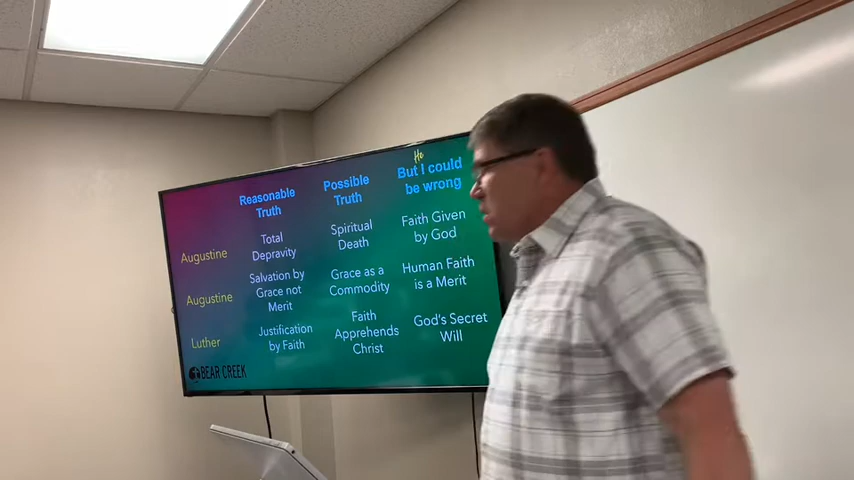 He
Reasonable
Truth
Possible
Truth
But I could
be wrong
Augustine
Total
Depravity
Spiritual
Death
Faith Given
by God
Augustine
Salvation by
Grace not
Merit
Grace as a
Commodity
Human Faith
is a Merit
Luther
Justification
by Faith
Faith
Apprehends
Christ
God's Secret
Will
BEAR CREEK